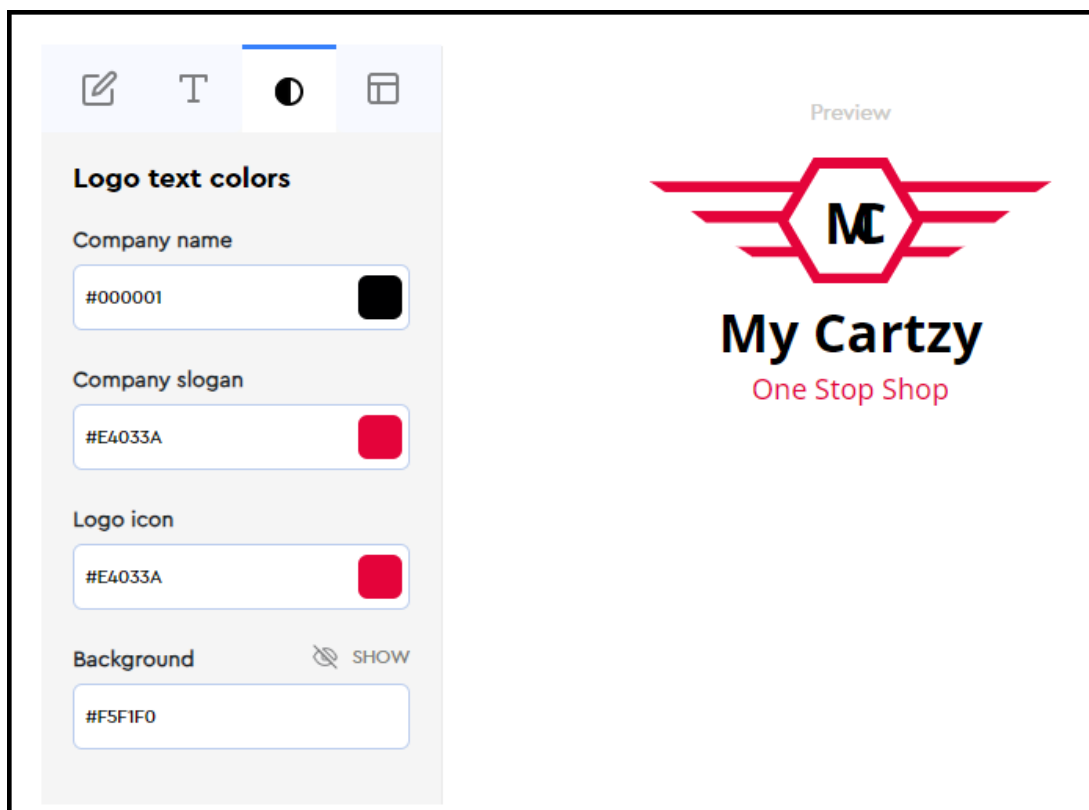 Logo text colors
Company name
#000001
Company slogan
#E4033A
Logo icon
#E4033A
Background SHOW
#F5F1F0
Preview
MC
My Cartzy
One Stop Shop